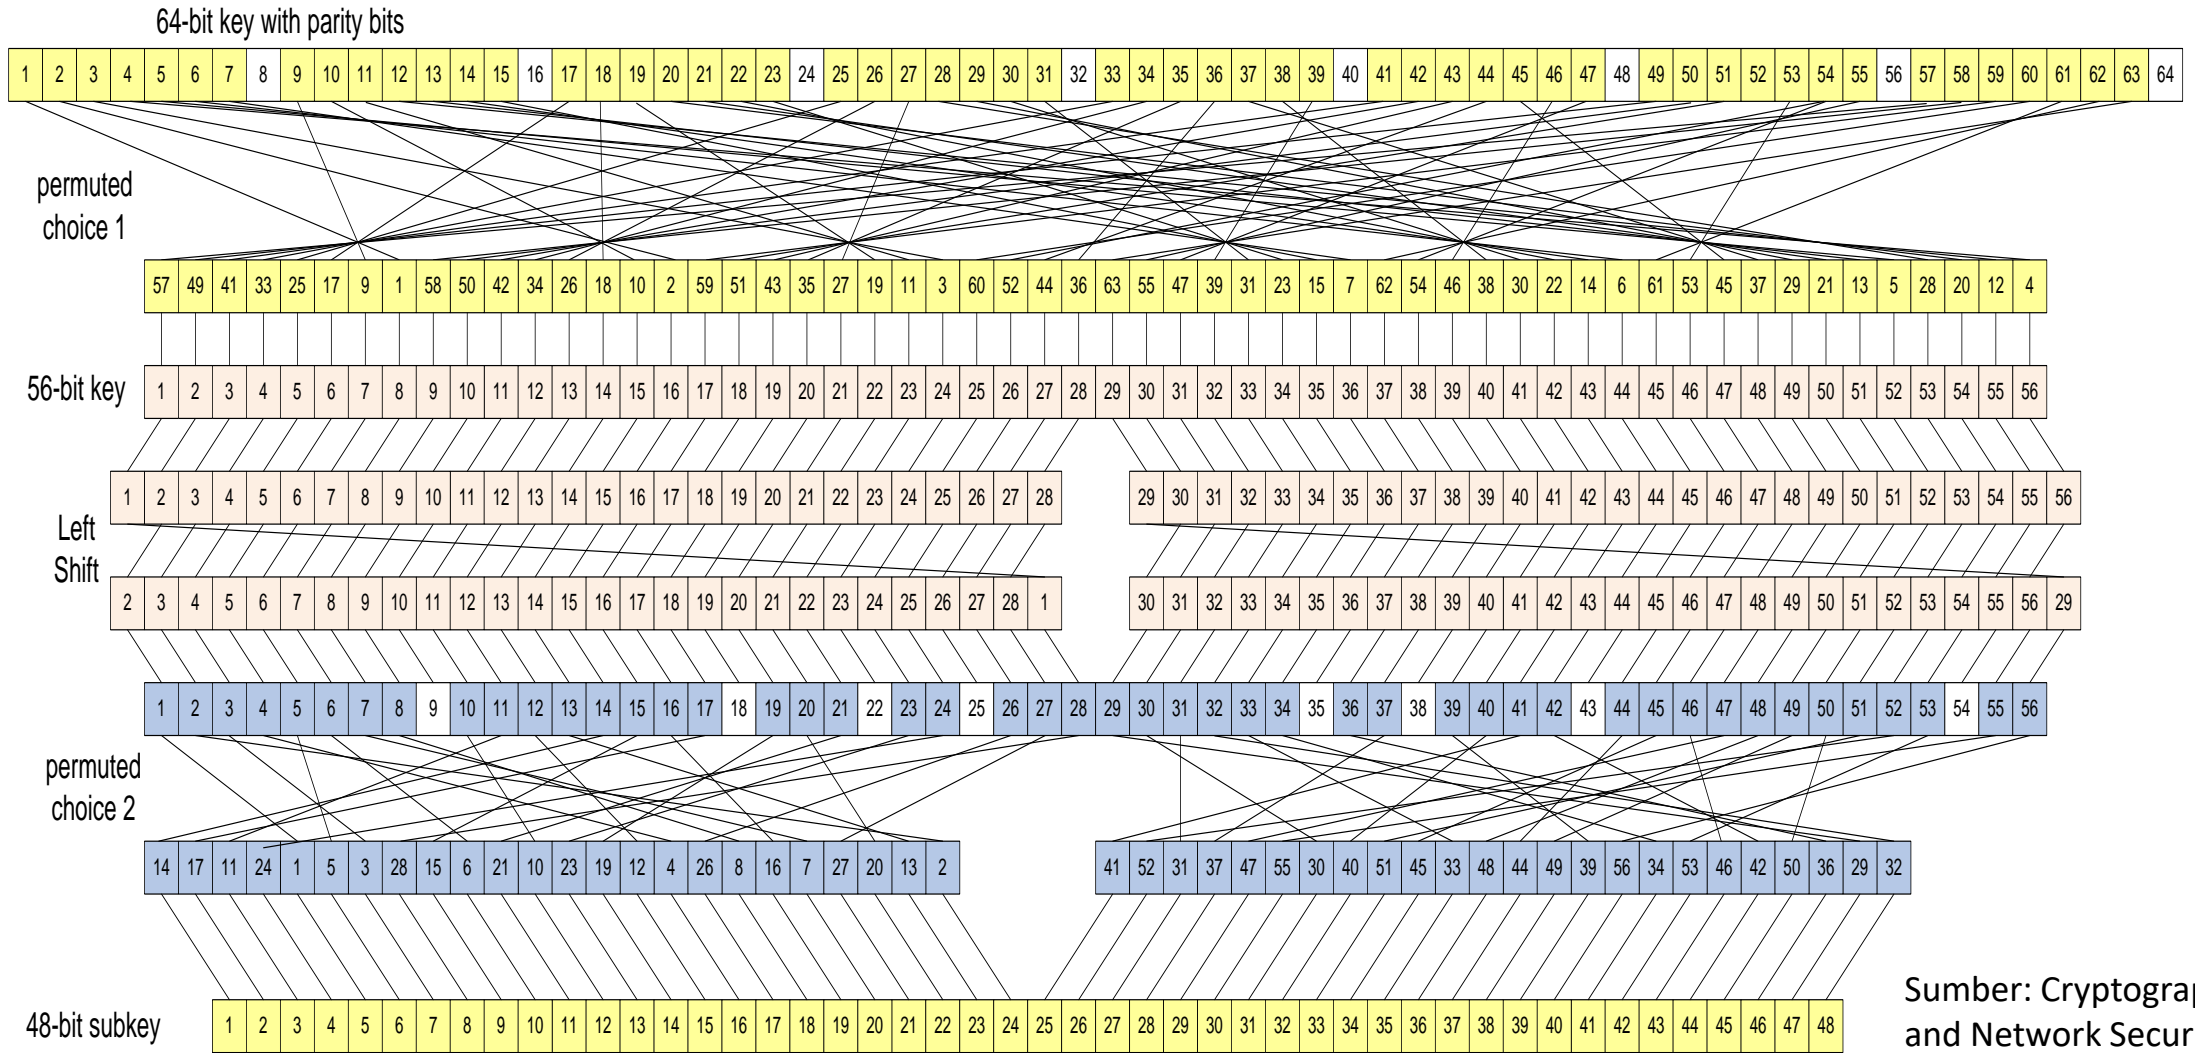 64-bit key with parity bits
1 2 3 4 5 6 7 8 9 10 11 12 13 14 15 16 17 18 19 20 21 22 23 24 25 26 27 28 29 30 31 32 33 34 35 36 37 38 39 40 41 42 43 44 45 46 47 48 49 50 51 52 53 54 55 56 57 58 59 60 61 62 63 64
permuted
choice 1
57 49 41 33 25 17 9 1 58 50 42 34 26 18 10 2 59 51 43 35 27 19 11 3 60 52 44 36 63 55 47 39 31 23 15 7 62 54 46 38 30 22 14 6 61 53 45 37 29 21 13 5 28 20 12 4
56-bit key
1 2 3 4 5 6 7 8 9 10 11 12 13 14 15 16 17 18 19 20 21 22 23 24 25 26 27 28 29 30 31 32 33 34 35 36 37 38 39 40 41 42 43 44 45 46 47 48 49 50 51 52 53 54 55 56
1 2 3 4 5 6 7 8 9 10 11 12 13 14 15 16 17 18 19 20 21 22 23 24 25 26 27 28 29 30 31 32 33 34 35 36 37 38 39 40 41 42 43 44 45 46 47 48 49 50 51 52 53 54 55 56
Left
Shift
2 3 4 5 6 7 8 9 10 11 12 13 14 15 16 17 18 19 20 21 22 23 24 25 26 27 28 1 30 31 32 33 34 35 36 37 38 39 40 41 42 43 44 45 46 47 48 49 50 51 52 53 54 55 56 29
1 2 3 4 5 6 7 8 9 10 11 12 13 14 15 16 17 18 19 20 21 22 23 24 25 26 27 28 29 30 31 32 33 34 35 36 37 38 39 40 41 42 43 44 45 46 47 48 49 50 51 52 53 54 55 56
permuted
choice 2
14 17 11 24 1 5 3 28 15 6 21 10 23 19 12 4 26 8 16 7 27 20 13 2 41 52 31 37 47 55 30 40 51 45 33 48 44 49 39 56 34 53 46 42 50 36 29 32
48-bit subkey
1 2 3 4 5 6 7 8 9 10 11 12 13 14 15 16 17 18 19 20 21 22 23 24 25 26 27 28 29 30 31 32 33 34 35 36 37 38 39 40 41 42 43 44 45 46 47 48
Sumber: Cryptogra
and Network Secur